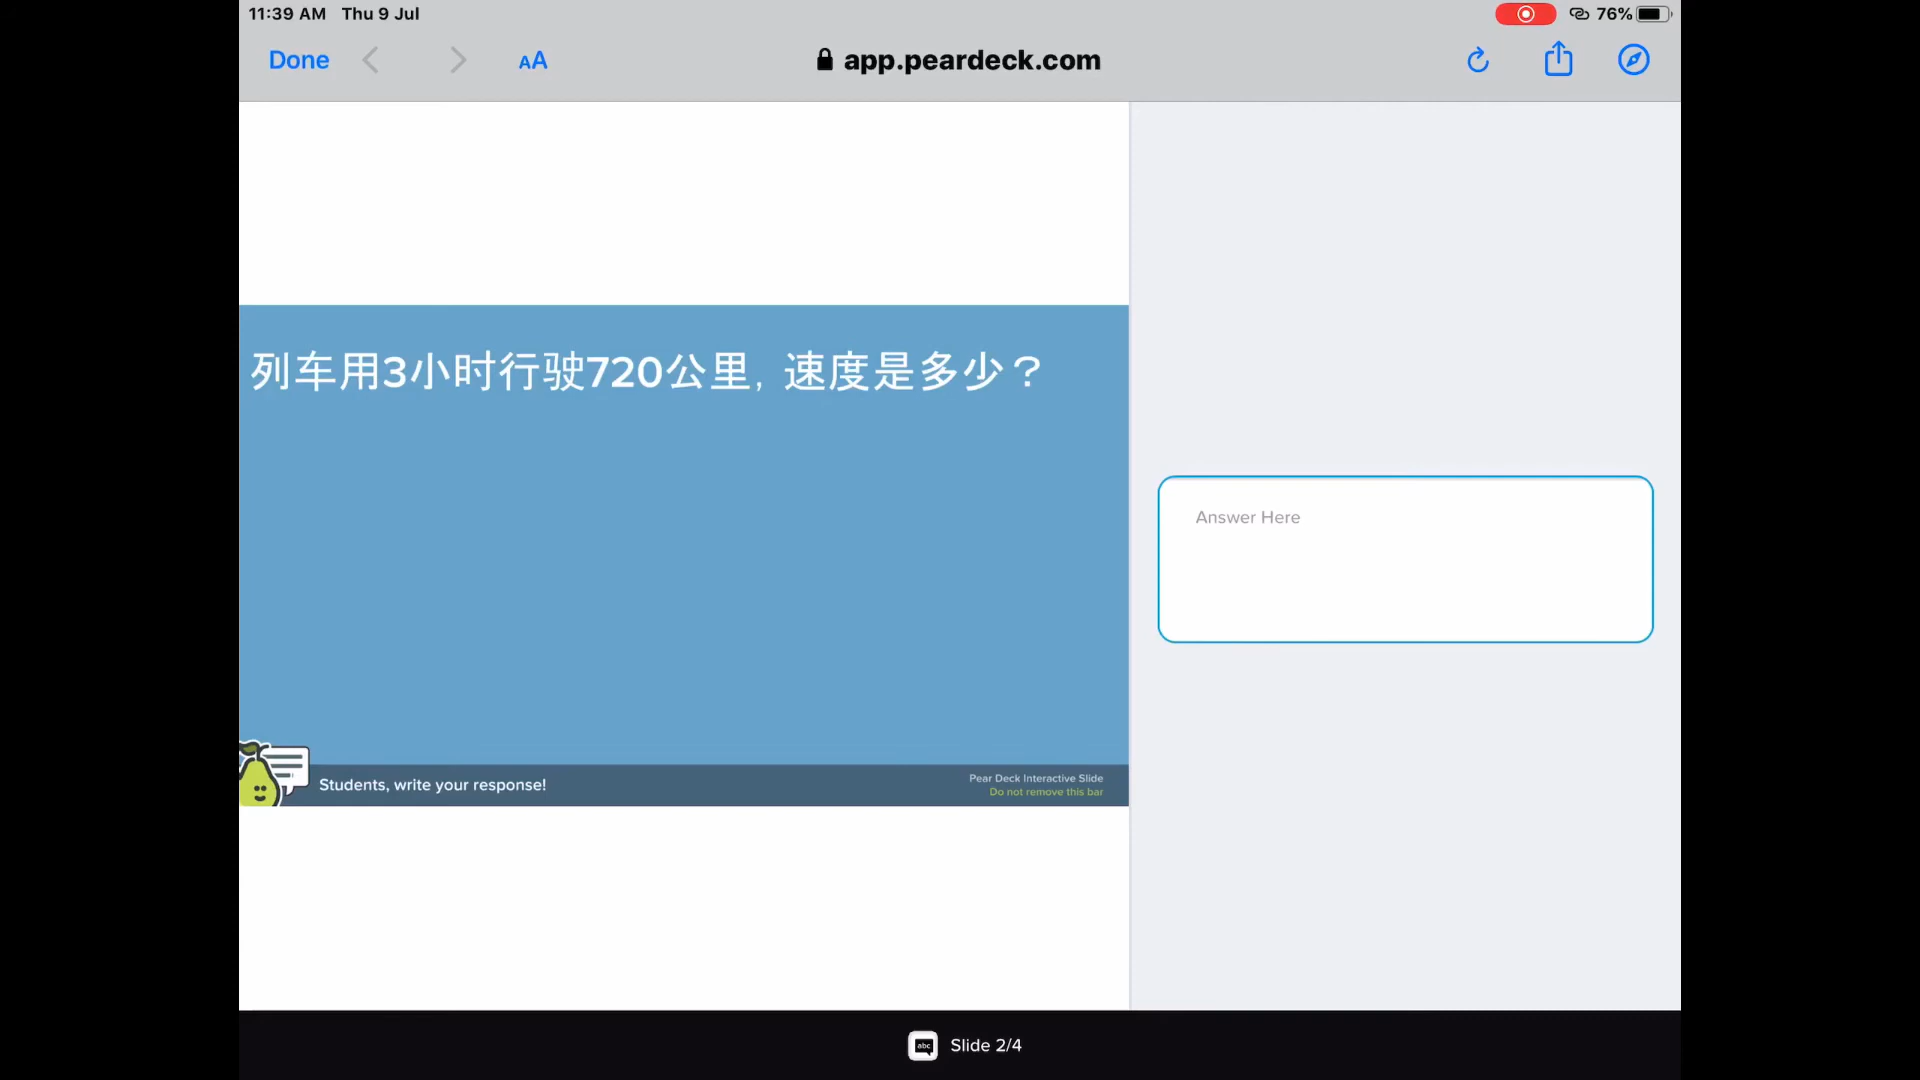 11:39 AM Thu 9 Jul
76%
Done
AA
app.peardeck.com
列车用3小时行驶720公里, 速度是多少？
Answer Here
Students, write your response!
Pear Deck Interactive Slide
Do not remove this bar
abc
Slide 2/4